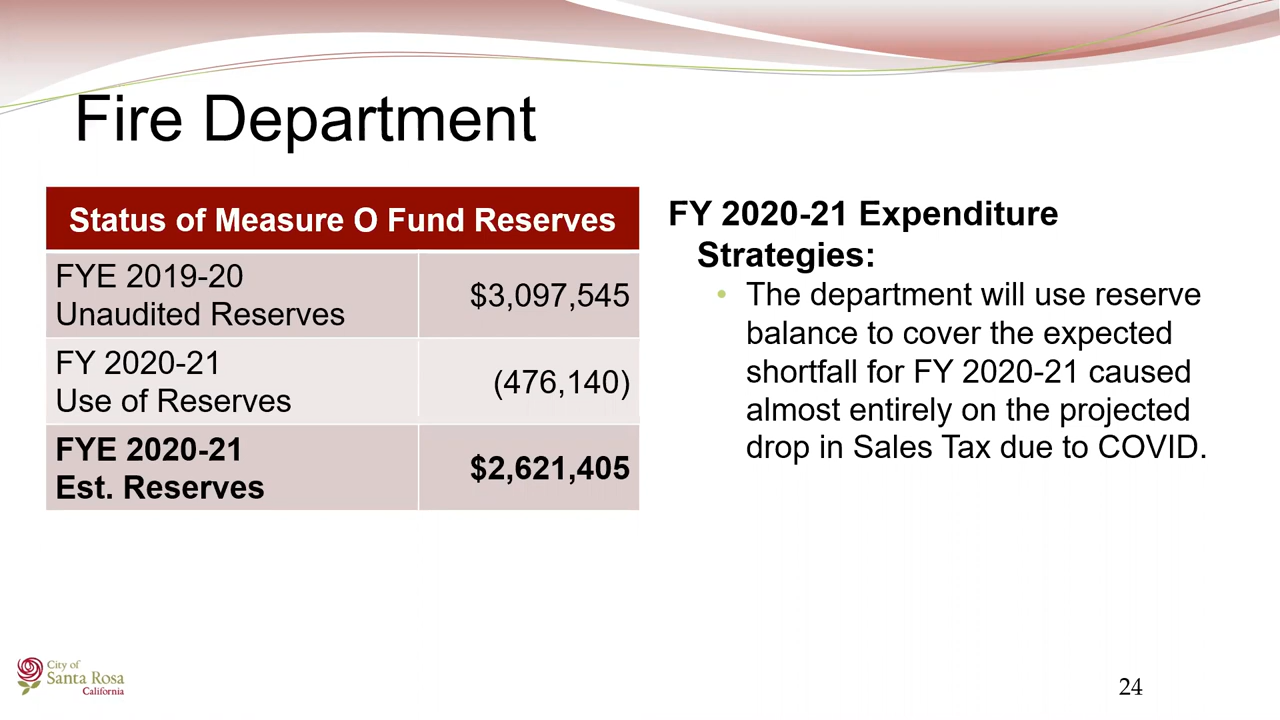 Fire Department
Status of Measure O Fund Reserves
FYE 2019-20
Unaudited Reserves
$3,097,545
FY 2020-21
Use of Reserves
(476,140)
FYE 2020-21
Est. Reserves
$2,621,405
FY 2020-21 Expenditure
Strategies:
• The department will use reserve
balance to cover the expected
shortfall for FY 2020-21 caused
almost entirely on the projected
drop in Sales Tax due to COVID.
City of
Santa Rosa
California
24